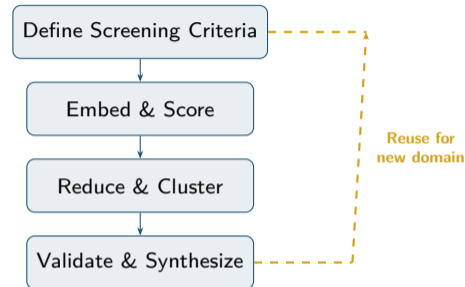 Define Screening Criteria
Embed & Score
Reduce & Cluster
Validate & Synthesize
Reuse for
new domain